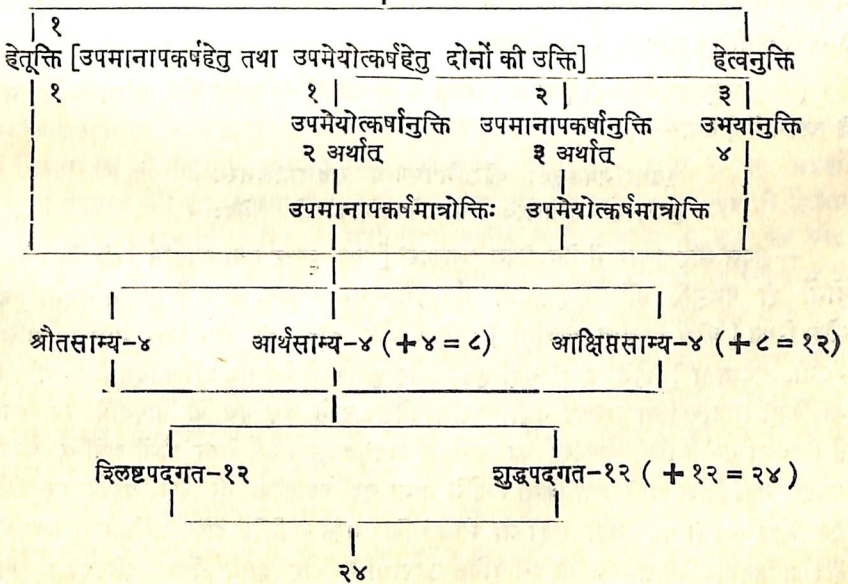 १
हेतूक्ति [उपमानापकर्षहेतु तथा उपमेयोत्कर्षहेतु दोनों की उक्ति] हेत्वनुक्ति
१ १ २ ३
उपमेयोत्कर्षानुक्ति उपमानापकर्षानुक्ति उभयानुक्ति
२ अर्थात् ३ अर्थात् ४
उपमानापकर्षमात्रोक्तिः उपमेयोत्कर्षमात्रोक्ति
श्रौतसाम्य-४ आर्थसाम्य-४ (+४ = ८) आक्षिप्तसाम्य-४ (+८ = १२)
श्लिष्टपदगत-१२ शुद्धपदगत-१२ ( +१२ = २४)
२४